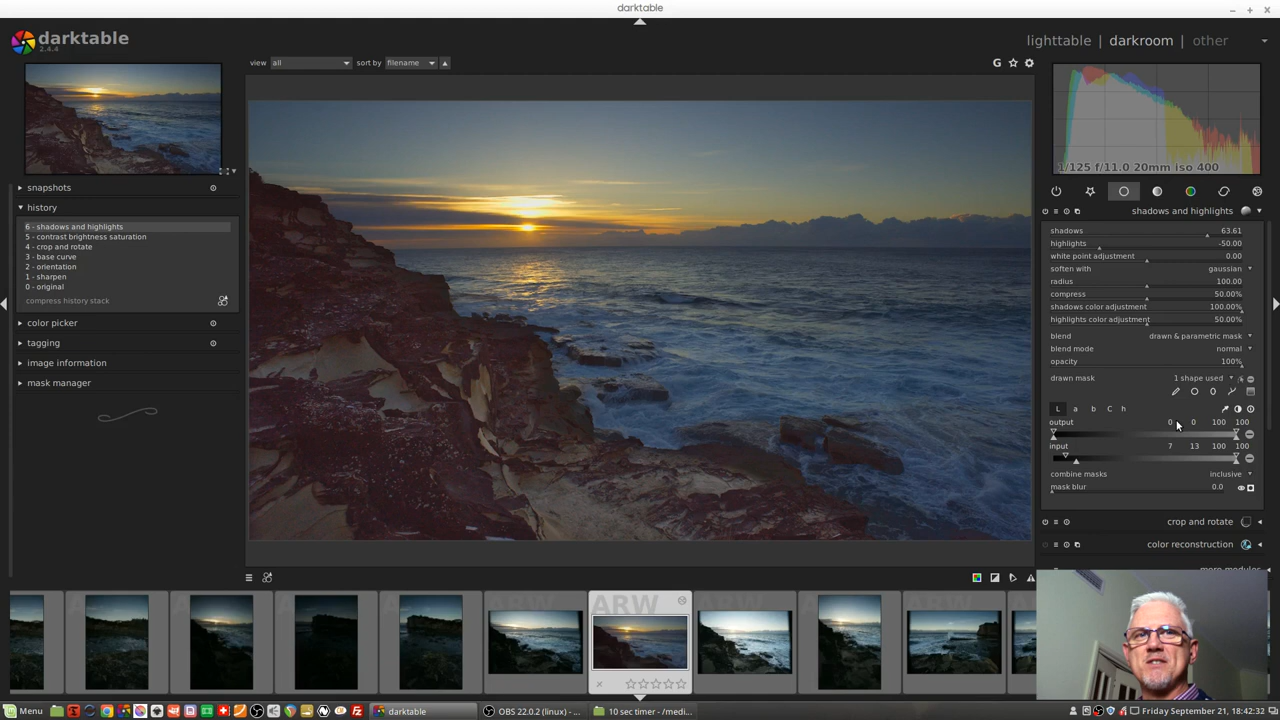 darktable
darktable
2.4.4
lighttable | darkroom | other
view all sort by filename
G
1/125 f/11.0 20mm iso 400
snapshots
history
6 - shadows and highlights
5 - contrast brightness saturation
4 - crop and rotate
3 - base curve
2 - orientation
1 - sharpen
0 - original
compress history stack
color picker
tagging
image information
mask manager
shadows and highlights
shadows 63.61
highlights -50.00
white point adjustment 0.00
soften with gaussian
radius 100.00
compress 50.00%
shadows color adjustment 100.00%
highlights color adjustment 50.00%
blend drawn & parametric mask
blend mode normal
opacity 100%
drawn mask 1 shape used
L a b C h
output 0 0 100 100
input 7 13 100 100
combine masks inclusive
mask blur 0.0
crop and rotate
color reconstruction
more modules
ARW
Menu
darktable
OBS 22.0.2 (linux) - ...
10 sec timer - /medi...
Friday September 21, 18:42:32